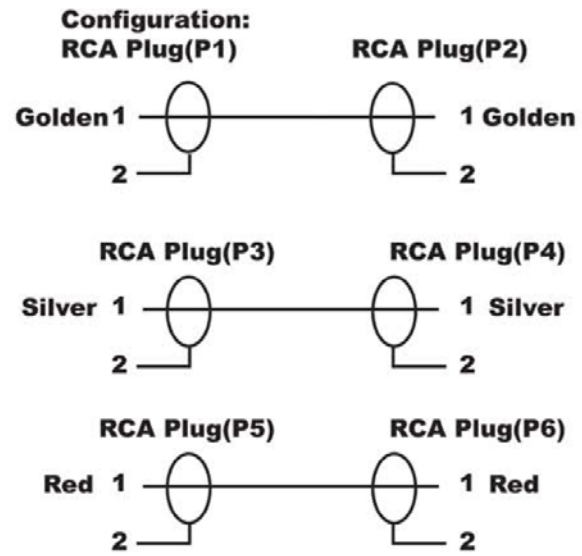 Configuration:
RCA Plug(P1) RCA Plug(P2)
Golden 1 1 Golden
2 2
RCA Plug(P3) RCA Plug(P4)
Silver 1 1 Silver
2 2
RCA Plug(P5) RCA Plug(P6)
Red 1 1 Red
2 2